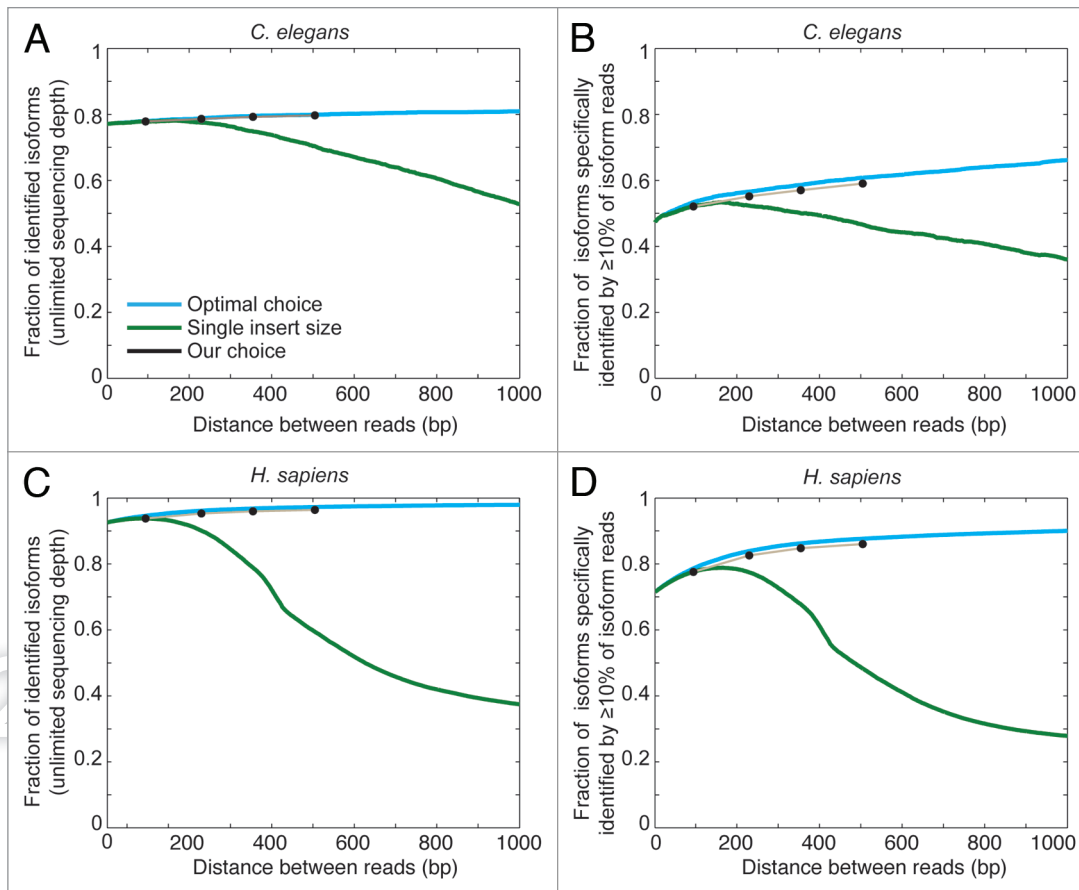 A
C. elegans
Fraction of identified isoforms
(unlimited sequencing depth)
1
0.8
0.6
0.4
0.2
0
Optimal choice
Single insert size
Our choice
0 200 400 600 800 1000
Distance between reads (bp)
B
C. elegans
Fraction of isoforms specifically
identified by ≥10% of isoform reads
1
0.8
0.6
0.4
0.2
0
0 200 400 600 800 1000
Distance between reads (bp)
C
H. sapiens
Fraction of identified isoforms
(unlimited sequencing depth)
1
0.8
0.6
0.4
0.2
0
0 200 400 600 800 1000
Distance between reads (bp)
D
H. sapiens
Fraction of isoforms specifically
identified by ≥10% of isoform reads
1
0.8
0.6
0.4
0.2
0
0 200 400 600 800 1000
Distance between reads (bp)